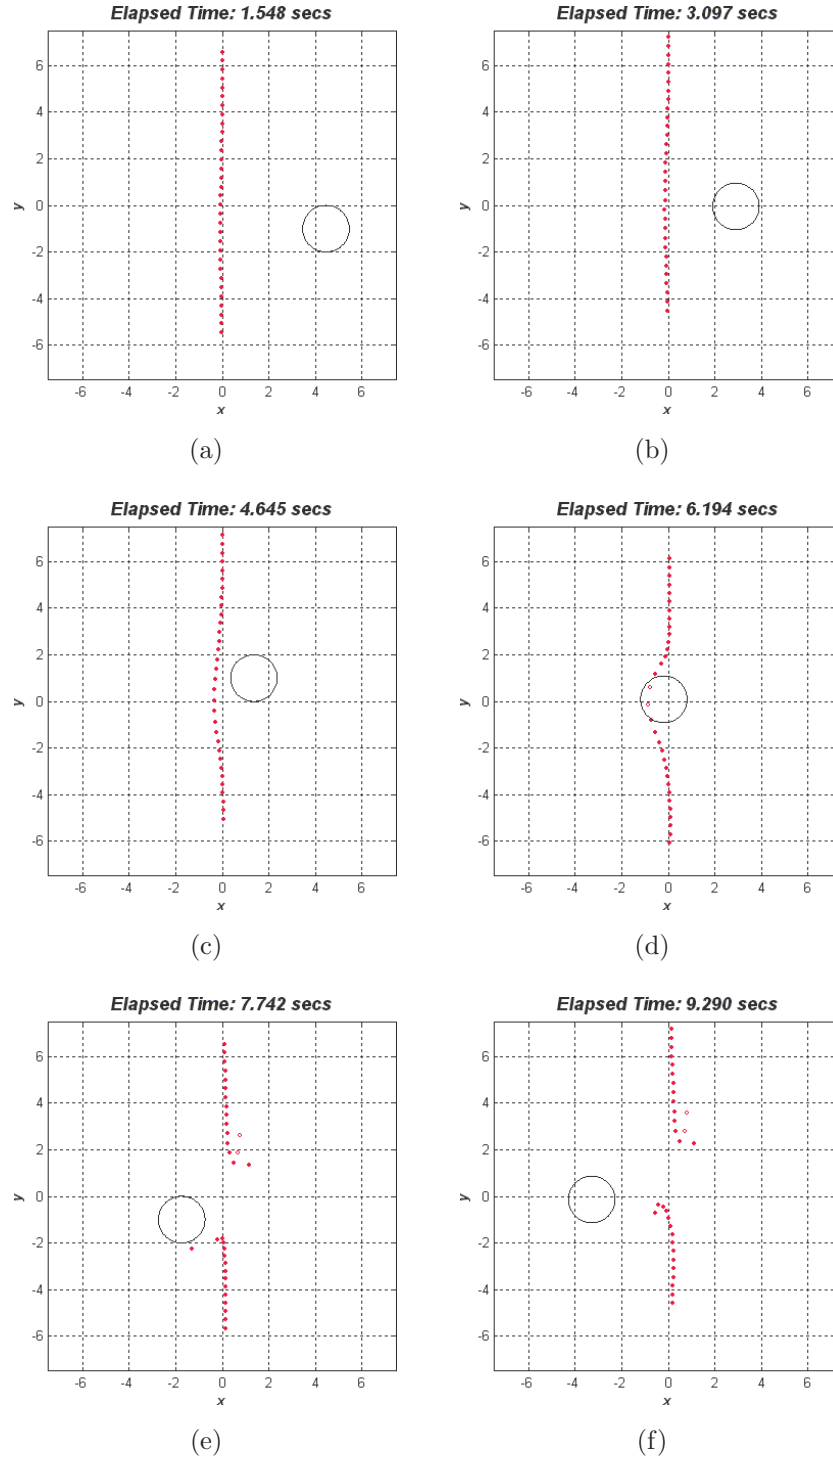 Elapsed Time: 1.548 secs
6
4
2
0
-2
-4
-6
y
-6 -4 -2 0 2 4 6
x
(a)
Elapsed Time: 3.097 secs
6
4
2
0
-2
-4
-6
y
-6 -4 -2 0 2 4 6
x
(b)
Elapsed Time: 4.645 secs
6
4
2
0
-2
-4
-6
y
-6 -4 -2 0 2 4 6
x
(c)
Elapsed Time: 6.194 secs
6
4
2
0
-2
-4
-6
y
-6 -4 -2 0 2 4 6
x
(d)
Elapsed Time: 7.742 secs
6
4
2
0
-2
-4
-6
y
-6 -4 -2 0 2 4 6
x
(e)
Elapsed Time: 9.290 secs
6
4
2
0
-2
-4
-6
y
-6 -4 -2 0 2 4 6
x
(f)